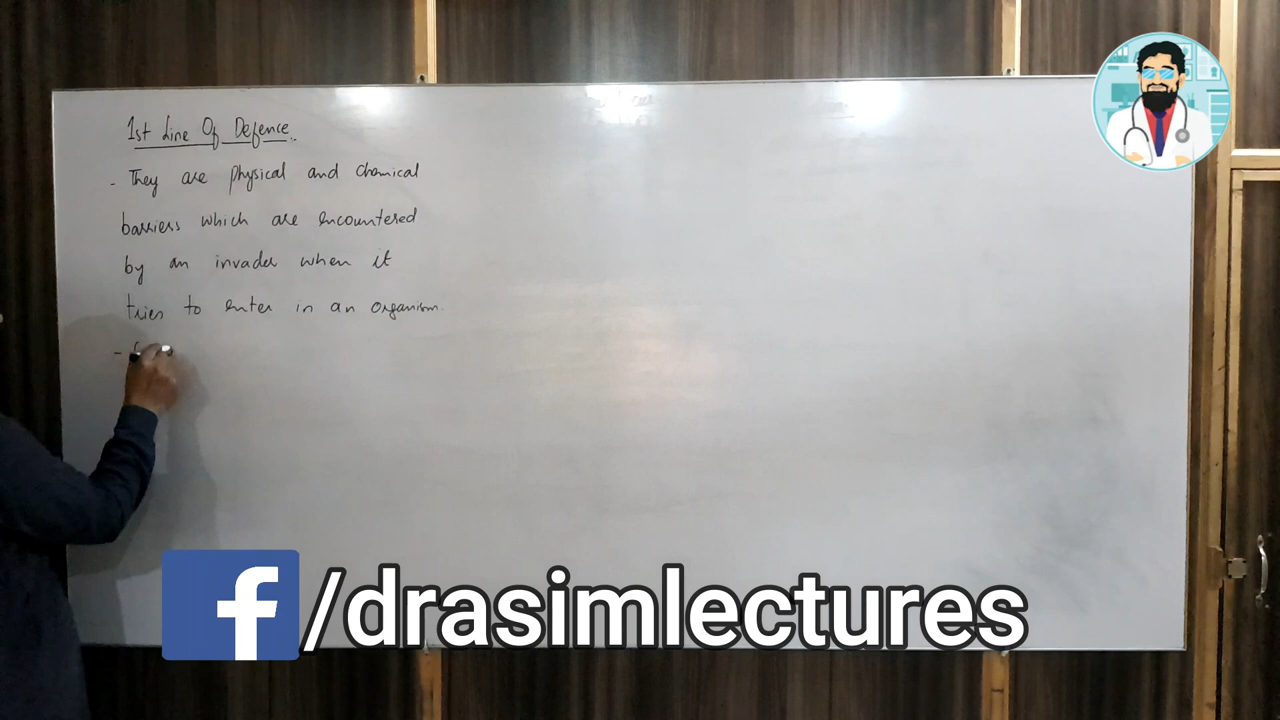 1st Line Of Defence..
- They are physical and chemical
barriers which are encountered
by an invader when it
tries to enter in an organism.
-
f/drasimlectures